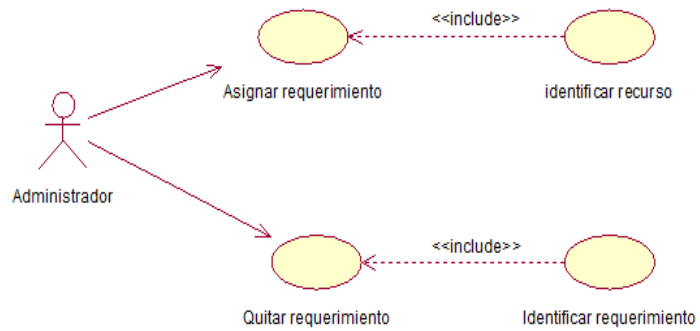 <<include>>
Asignar requerimiento
identificar recurso
Administrador
<<include>>
Quitar requerimiento
Identificar requerimiento